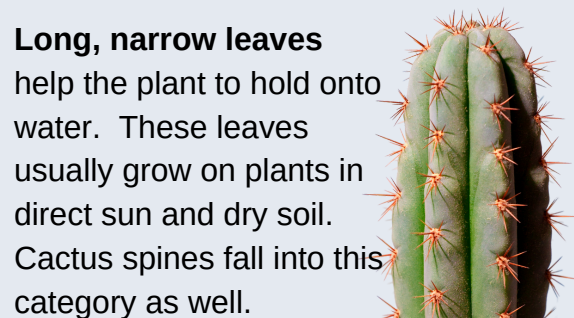 Long, narrow leaves
help the plant to hold onto
water.  These leaves
usually grow on plants in
direct sun and dry soil.
Cactus spines fall into this
category as well.